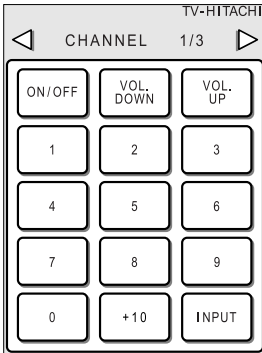 TV-HITACHI
CHANNEL 1/3
ON/OFF
VOL. DOWN
VOL. UP
1 2 3
4 5 6
7 8 9
0 +10 INPUT